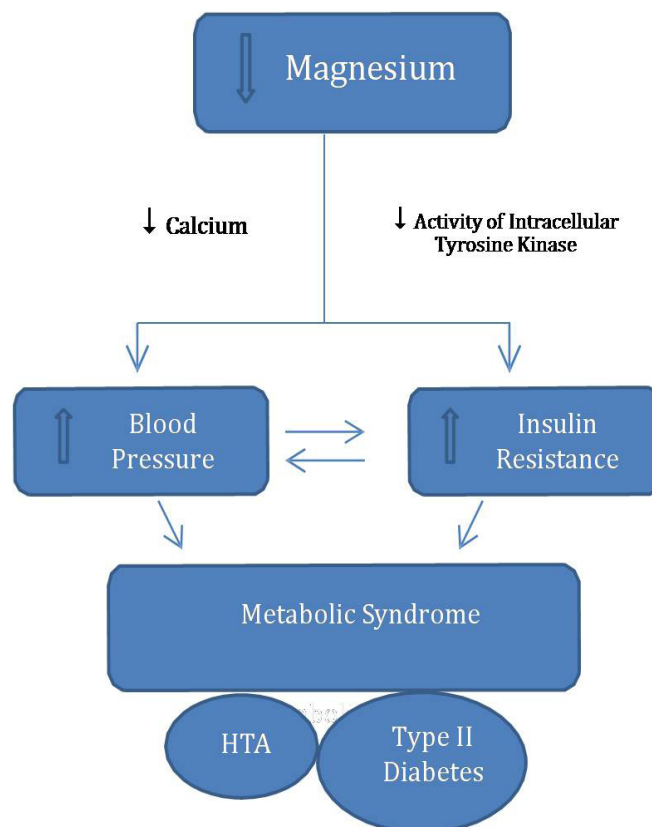 Magnesium
↓ Calcium
↓ Activity of Intracellular
Tyrosine Kinase
Blood
Pressure
Insulin
Resistance
Metabolic Syndrome
HTA
Type II
Diabetes